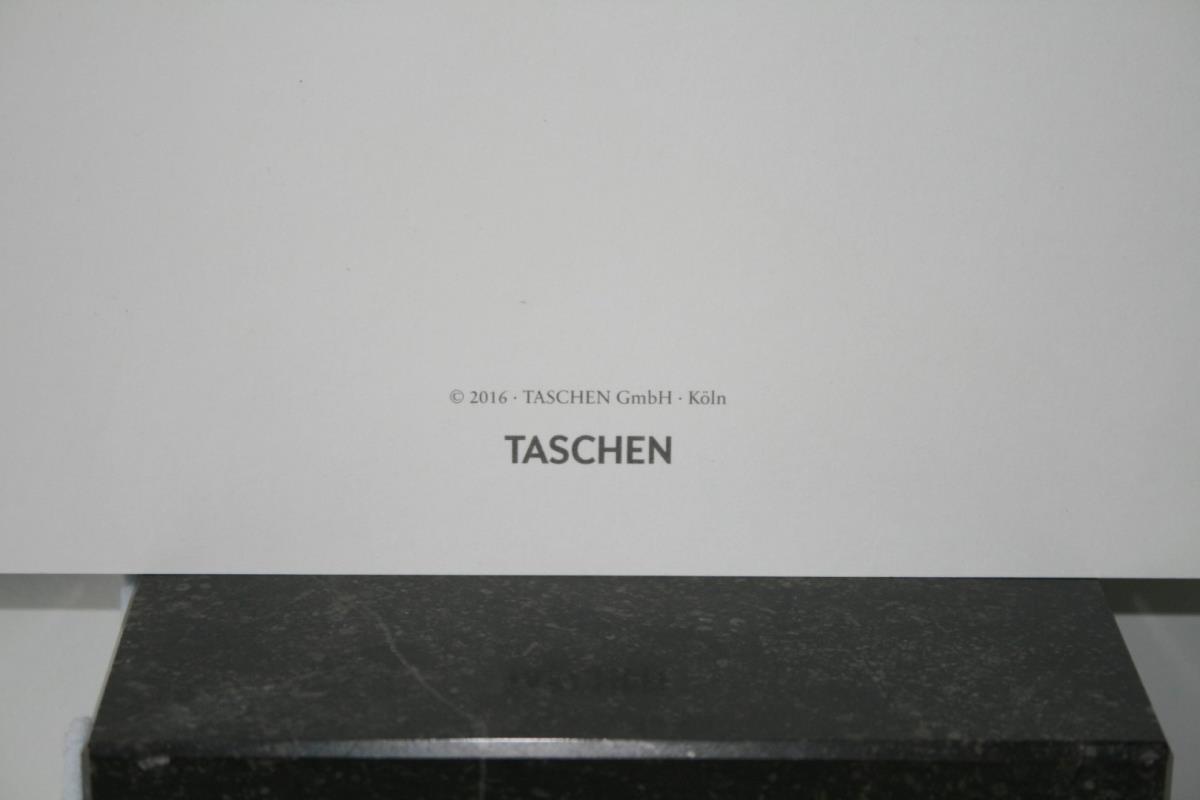 © 2016 · TASCHEN GmbH · Köln
TASCHEN